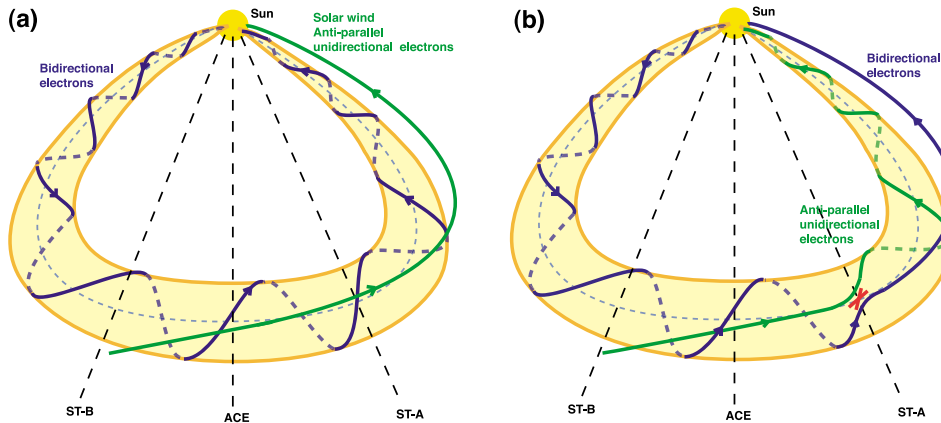 (a)
Sun
Solar wind
Anti-parallel
unidirectional electrons
Bidirectional
electrons
ST-B
ACE
ST-A
(b)
Sun
Bidirectional
electrons
Anti-parallel
unidirectional
electrons
ST-B
ACE
ST-A